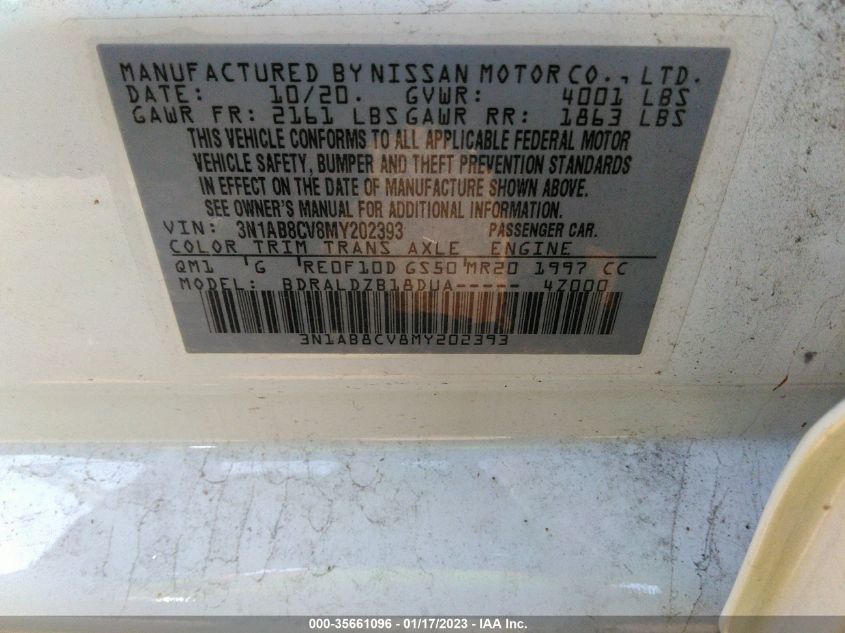 MANUFACTURED BY NISSAN MOTOR CO., LTD.
DATE: 10/20. GVWR: 4001 LBS
GAWR FR: 2161 LBS GAWR RR: 1863 LBS
THIS VEHICLE CONFORMS TO ALL APPLICABLE FEDERAL MOTOR
VEHICLE SAFETY, BUMPER AND THEFT PREVENTION STANDARDS
IN EFFECT ON THE DATE OF MANUFACTURE SHOWN ABOVE.
SEE OWNER'S MANUAL FOR ADDITIONAL INFORMATION.
VIN: 3N1AB8CV8MY202393 PASSENGER CAR.
COLOR TRIM TRANS AXLE ENGINE
QM1 'G 'RE0F10D GS50'MR20 1997 CC
MODEL: BDRALDZB18DUA----- 47000
3N1AB8CV8MY202393
000-35661096 - 01/17/2023 - IAA Inc.